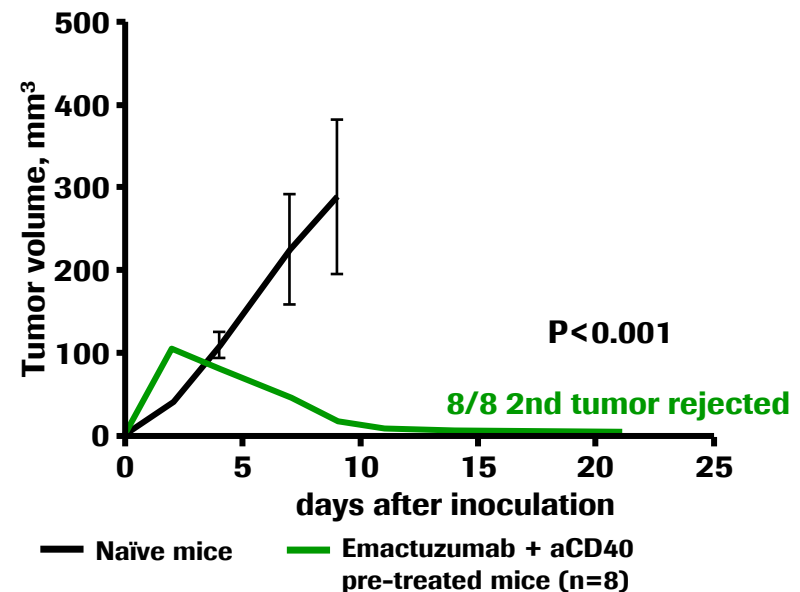 500
400
300
200
100
0
Tumor volume, mm³
P<0.001
8/8 2nd tumor rejected
0 5 10 15 20 25
days after inoculation
Naïve mice
Emactuzumab + aCD40
pre-treated mice (n=8)